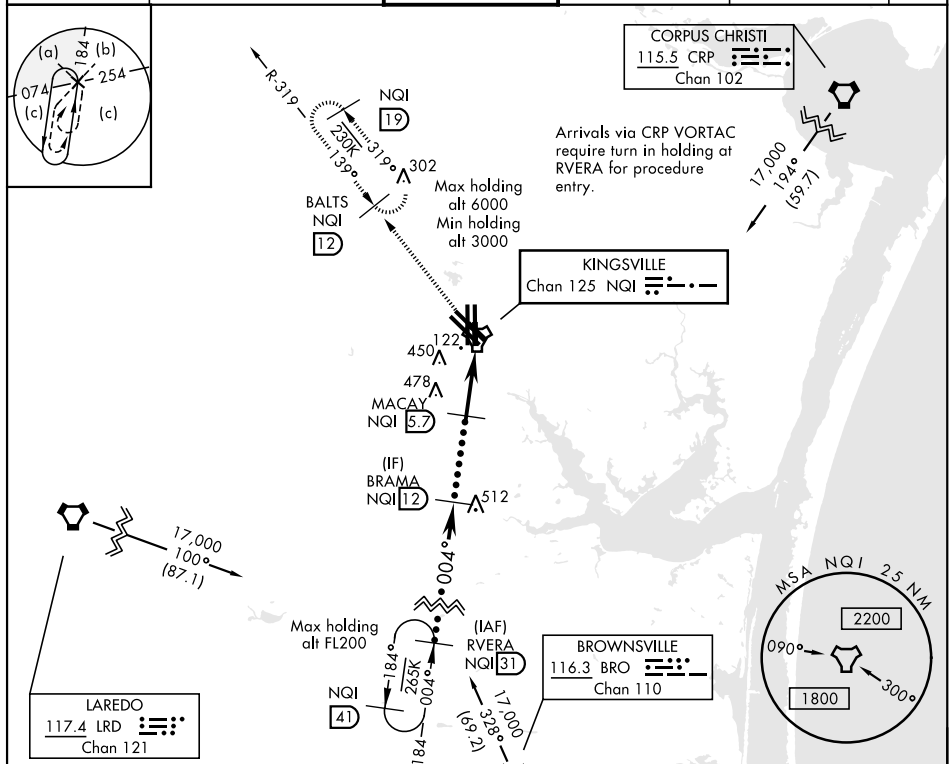 (a)
184
(b)
074
254
(c)
(c)
R-319
NQI
19
230K
319°
139°
302
BALTS
NQI
12
Max holding
alt 6000
Min holding
alt 3000
CORPUS CHRISTI
115.5 CRP
Chan 102
Arrivals via CRP VORTAC
require turn in holding at
RVERA for procedure
entry.
17,000
194°
(59.7)
KINGSVILLE
Chan 125 NQI
122
450
478
MACAY
NQI 5.7
(IF)
BRAMA
NQI 12
512
17,000
100°
(87.1)
004°
Max holding
alt FL200
(IAF)
RVERA
NQI 31
184°
265K
004°
NQI
41
184
17,000
328°
(69.2)
BROWNSVILLE
116.3 BRO
Chan 110
LAREDO
117.4 LRD
Chan 121
MSA NQI 25 NM
2200
090°
1800
300°